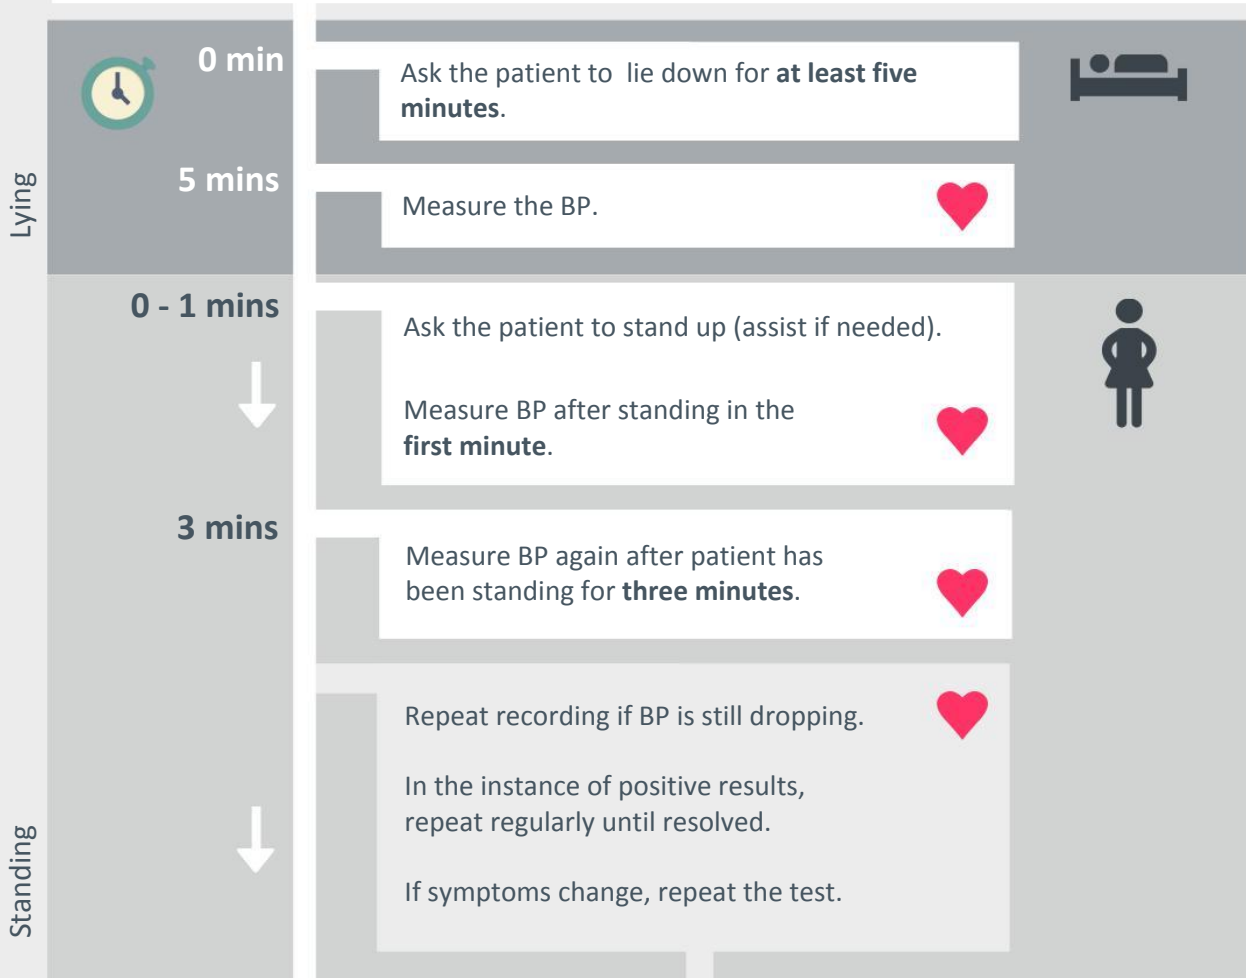 Lying
0 min
Ask the patient to lie down for at least five
minutes.
5 mins
Measure the BP.
0 - 1 mins
Ask the patient to stand up (assist if needed).
Measure BP after standing in the
first minute.
3 mins
Measure BP again after patient has
been standing for three minutes.
Standing
Repeat recording if BP is still dropping.
In the instance of positive results,
repeat regularly until resolved.
If symptoms change, repeat the test.